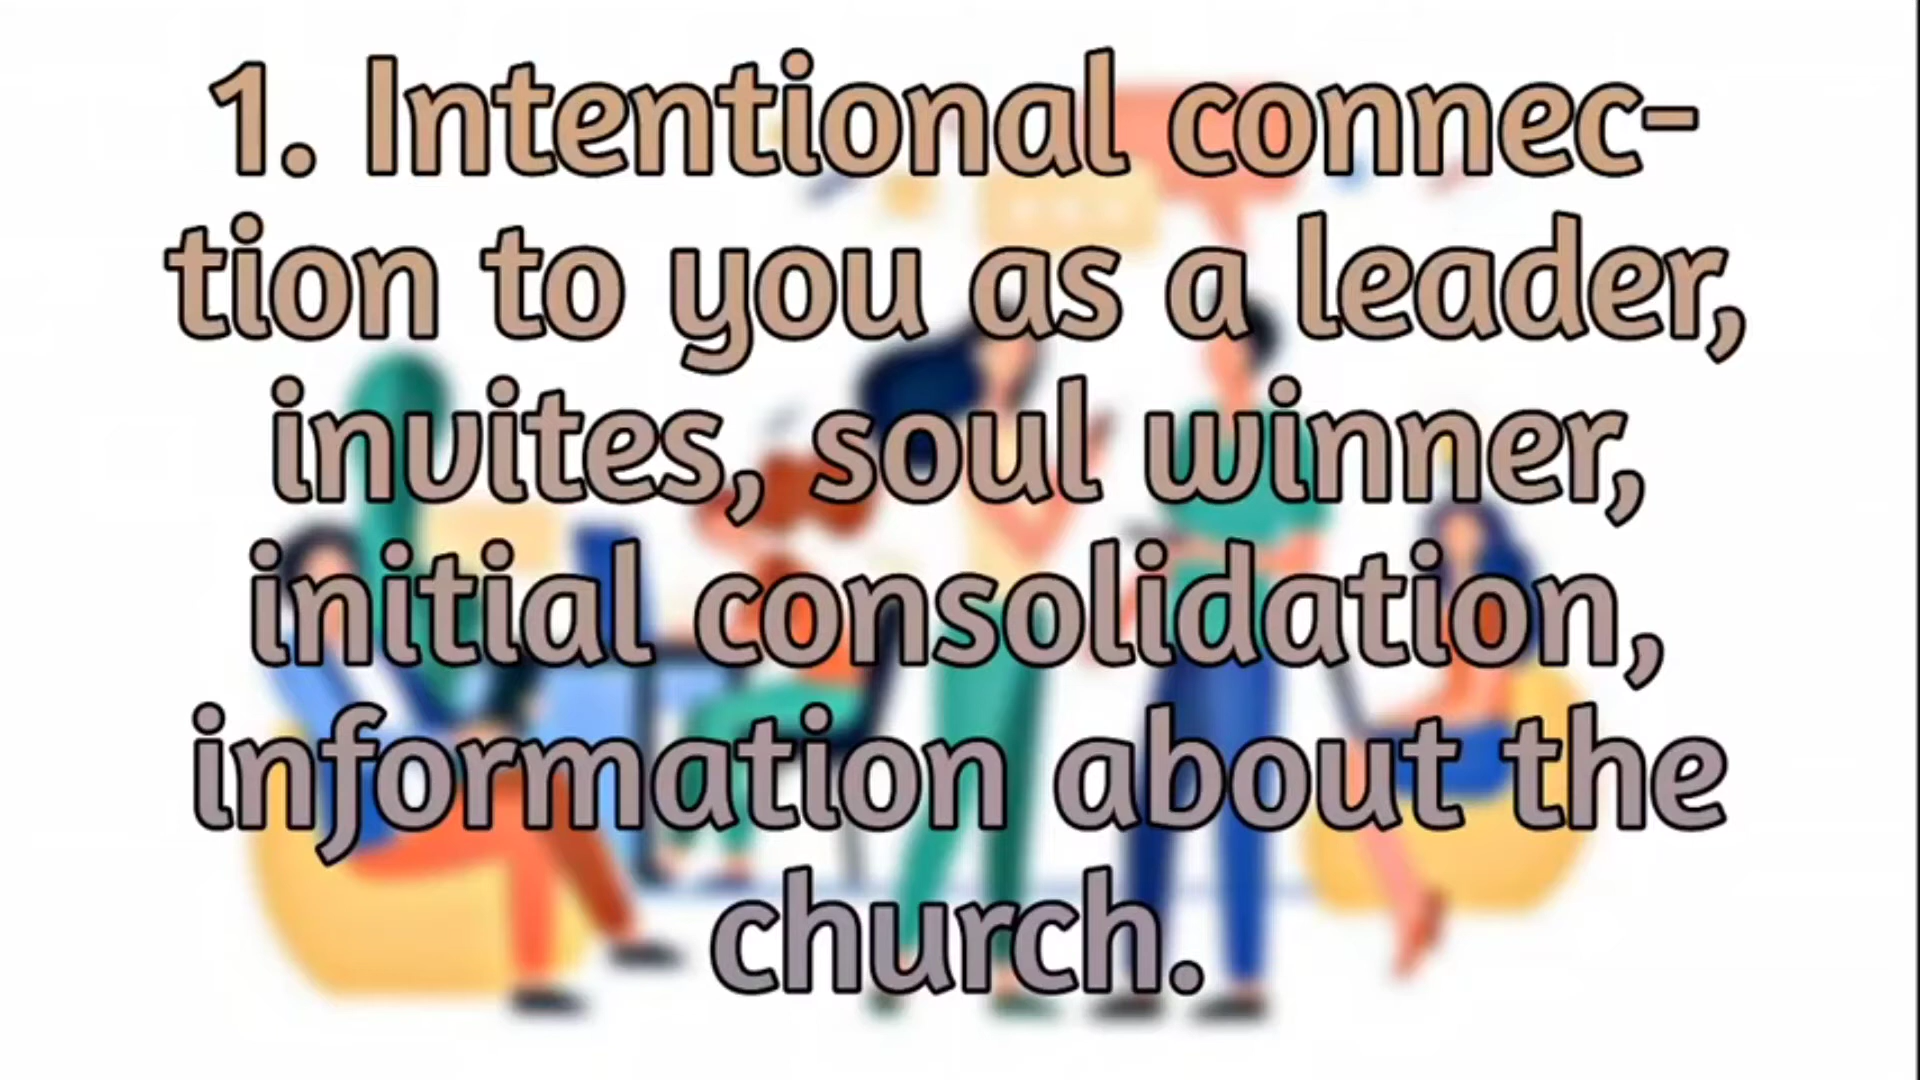 1. Intentional connec-
tion to you as a leader,
invites, soul winner,
initial consolidation,
information about the
church.